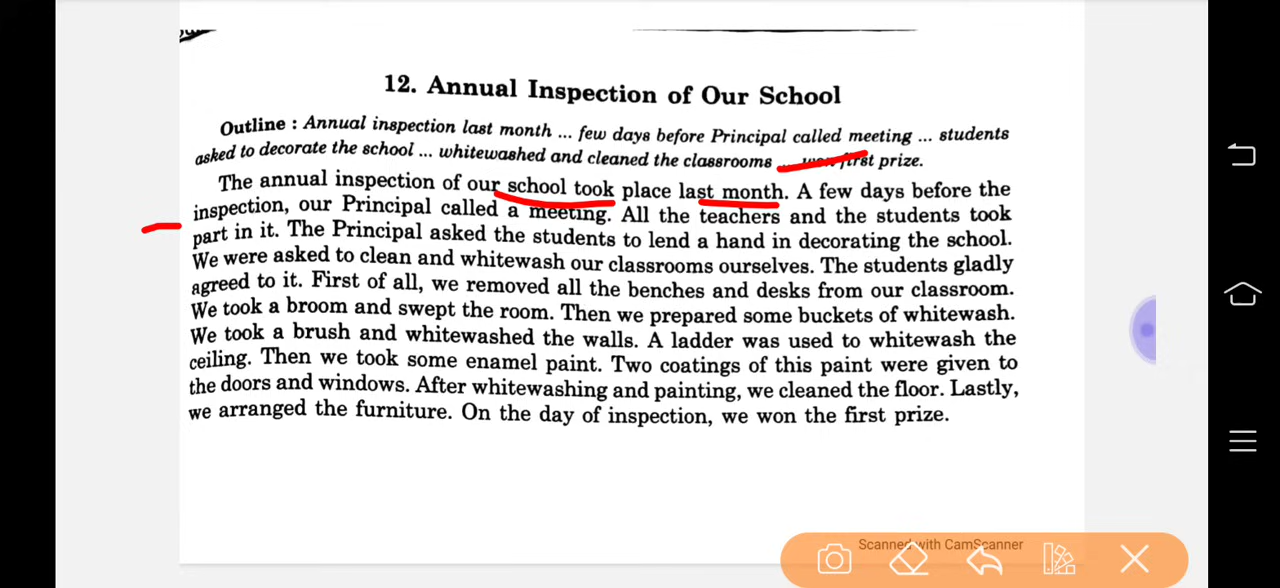 12. Annual Inspection of Our School
Outline : Annual inspection last month ... few days before Principal called meeting ... students
asked to decorate the school ... whitewashed and cleaned the classrooms ... won first prize.
The annual inspection of our school took place last month. A few days before the
inspection, our Principal called a meeting. All the teachers and the students took
part in it. The Principal asked the students to lend a hand in decorating the school.
We were asked to clean and whitewash our classrooms ourselves. The students gladly
agreed to it. First of all, we removed all the benches and desks from our classroom.
We took a broom and swept the room. Then we prepared some buckets of whitewash.
We took a brush and whitewashed the walls. A ladder was used to whitewash the
ceiling. Then we took some enamel paint. Two coatings of this paint were given to
the doors and windows. After whitewashing and painting, we cleaned the floor. Lastly,
we arranged the furniture. On the day of inspection, we won the first prize.
Scanned with CamScanner